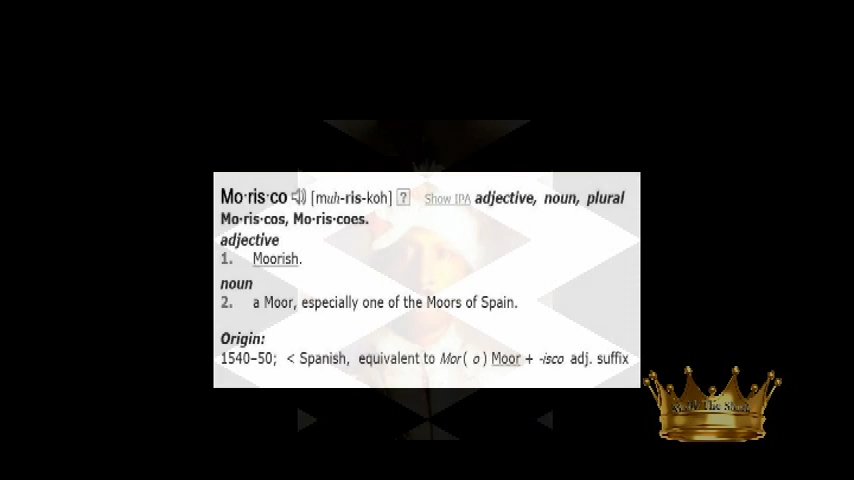 Mo·ris·co [muh-ris-koh] ? Show IPA adjective, noun, plural
Mo·ris·cos, Mo·ris·coes.
adjective
1. Moorish.
noun
2. a Moor, especially one of the Moors of Spain.
Origin:
1540–50; < Spanish, equivalent to Mor( o ) Moor + -isco adj. suffix